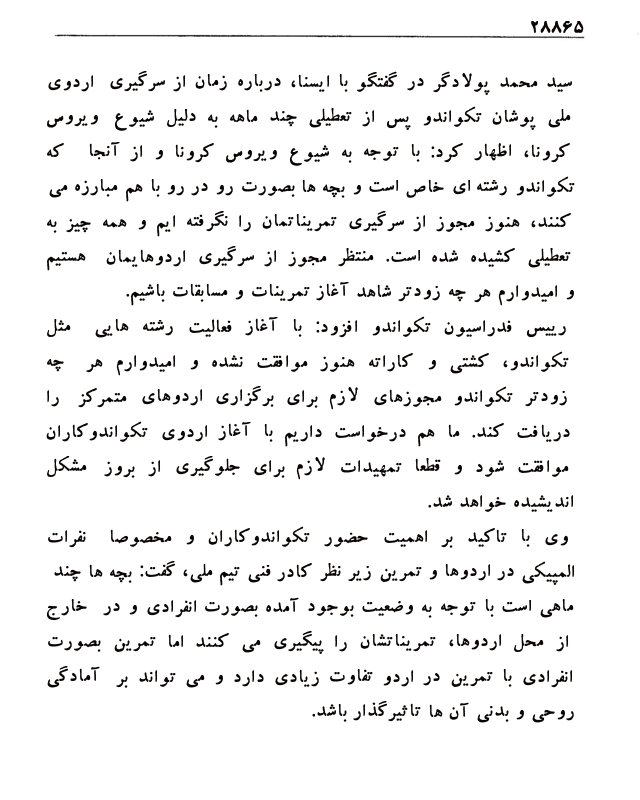 ۲۸۸۶۵
سید محمد پولادگر در گفتگو با ایسنا، درباره زمان از سرگیری اردوی
ملی پوشان تکواندو پس از تعطیلی چند ماهه به دلیل شیوع ویروس
کرونا، اظهار کرد: با توجه به شیوع ویروس کرونا و از آنجا که
تکواندو رشته ای خاص است و بچه ها بصورت رو در رو با هم مبارزه می
کنند، هنوز مجوز از سرگیری تمریناتمان را نگرفته ایم و همه چیز به
تعطیلی کشیده شده است. منتظر مجوز از سرگیری اردوهایمان هستیم
و امیدوارم هر چه زودتر شاهد آغاز تمرینات و مسابقات باشیم.
رییس فدراسیون تکواندو افزود: با آغاز فعالیت رشته هایی مثل
تکواندو، کشتی و کاراته هنوز موافقت نشده و امیدوارم هر چه
زودتر تکواندو مجوزهای لازم برای برگزاری اردوهای متمرکز را
دریافت کند. ما هم درخواست داریم با آغاز اردوی تکواندوکاران
موافقت شود و قطعا تمهیدات لازم برای جلوگیری از بروز مشکل
اندیشیده خواهد شد.
وی با تاکید بر اهمیت حضور تکواندوکاران و مخصوصا نفرات
المپیکی در اردوها و تمرین زیر نظر کادر فنی تیم ملی، گفت: بچه ها چند
ماهی است با توجه به وضعیت بوجود آمده بصورت انفرادی و در خارج
از محل اردوها، تمریناتشان را پیگیری می کنند اما تمرین بصورت
انفرادی با تمرین در اردو تفاوت زیادی دارد و می تواند بر آمادگی
روحی و بدنی آن ها تاثیرگذار باشد.